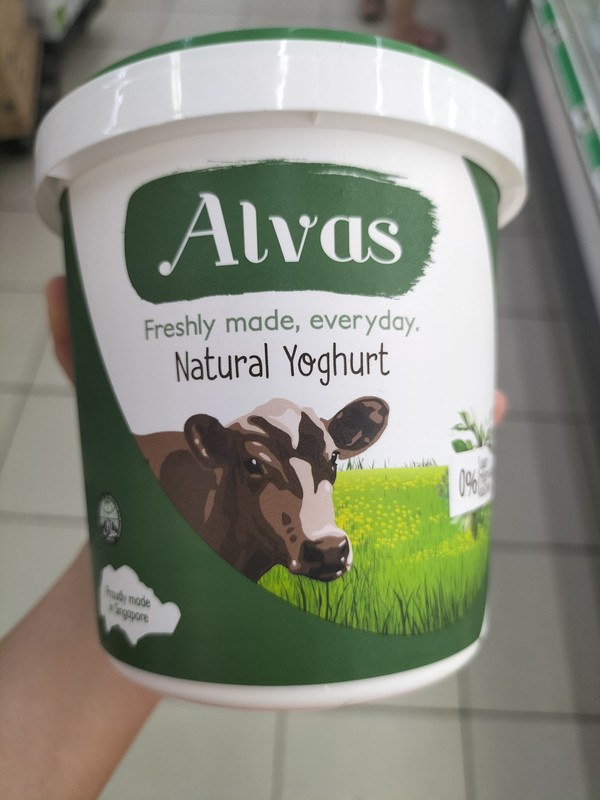 Alvas
Freshly made, everyday.
Natural Yoghurt
0%
Proudly made
in Singapore